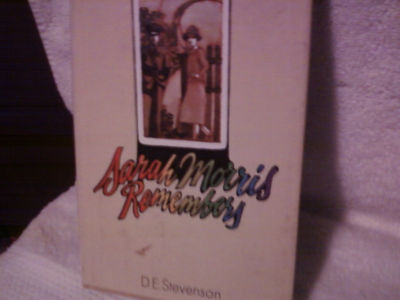 Sarah Morris
Remembers
D.E. Stevenson